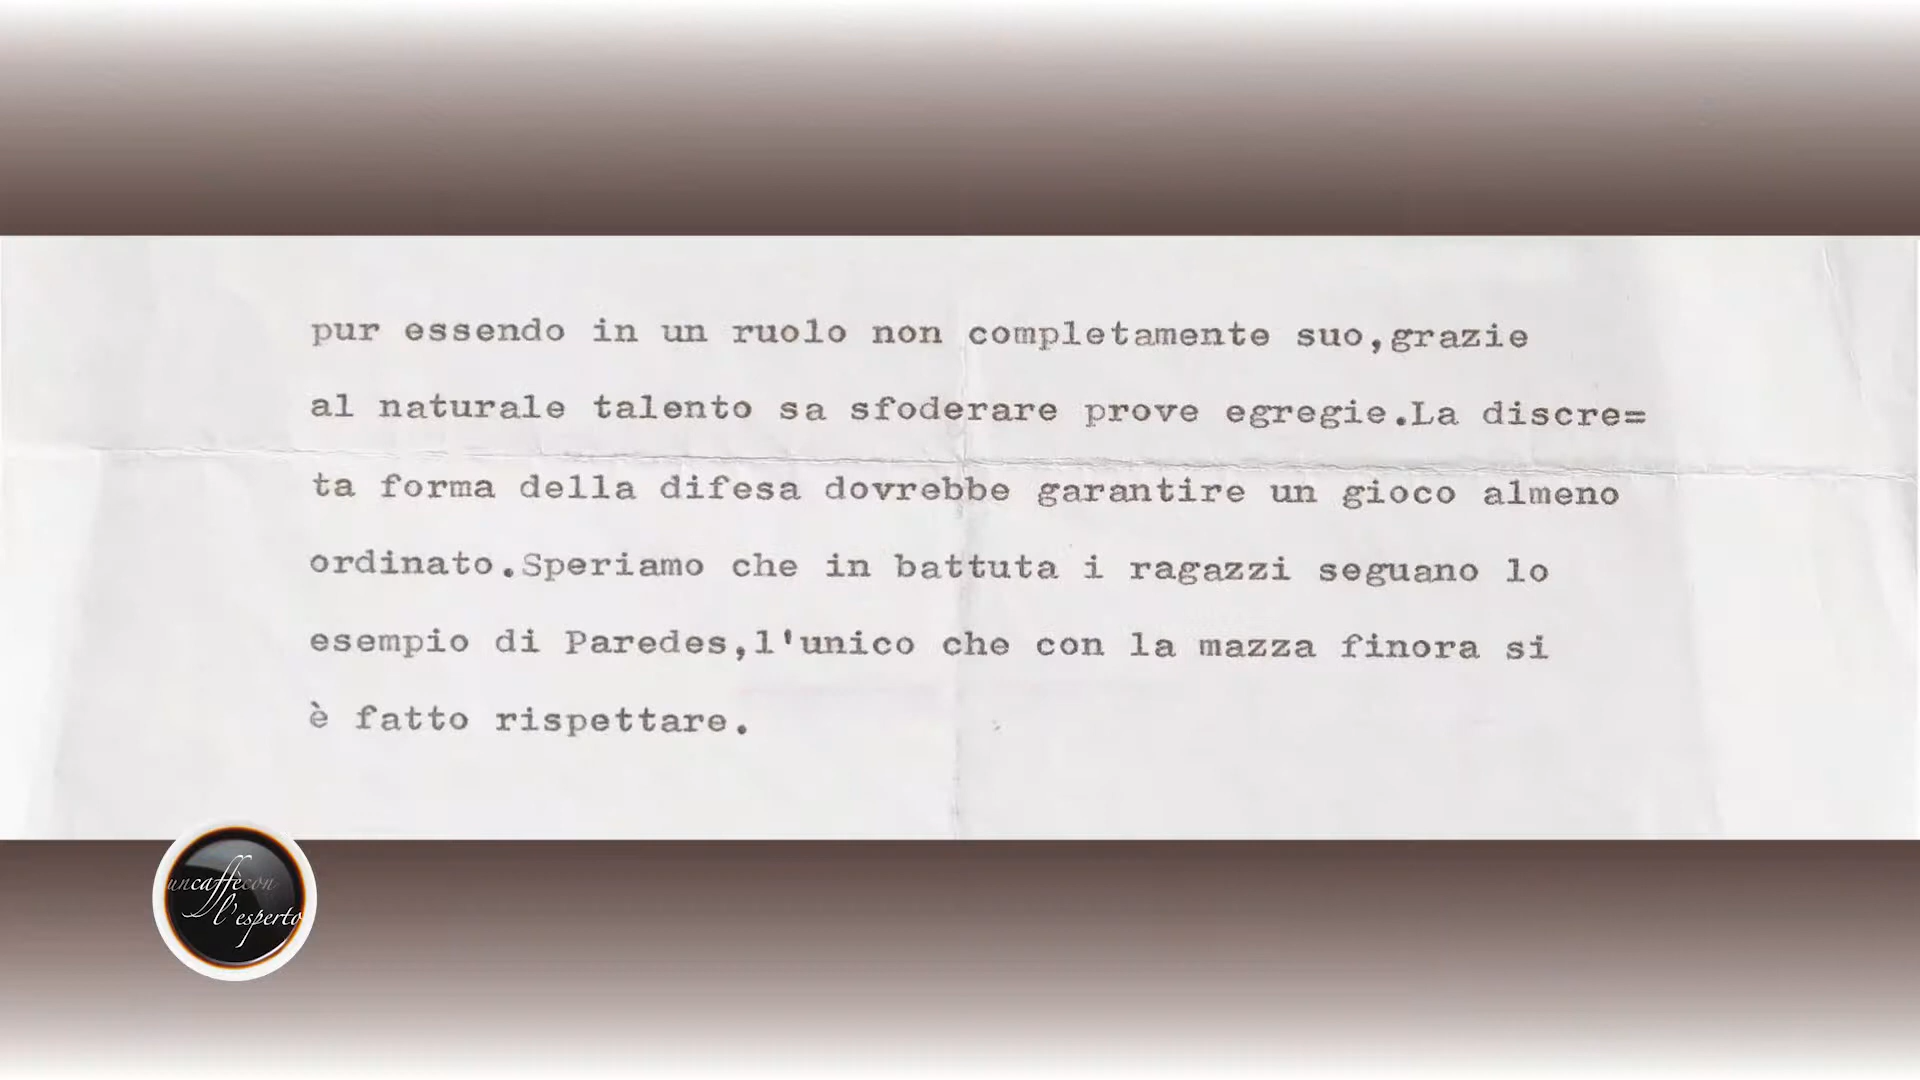 pur essendo in un ruolo non completamente suo,grazie
al naturale talento sa sfoderare prove egregie.La discre=
ta forma della difesa dovrebbe garantire un gioco almeno
ordinato.Speriamo che in battuta i ragazzi seguano lo
esempio di Paredes,l'unico che con la mazza finora si
è fatto rispettare.
uncaffècon
l'esperto